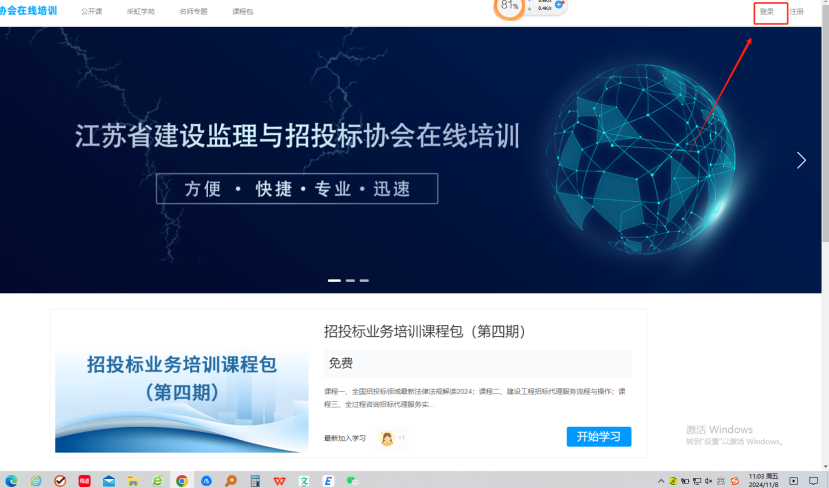 协会在线培训 公开课 采虹学苑 名师专题 课程包
81%
0.4K/s
登录 注册
江苏省建设监理与招投标协会在线培训
方便 · 快捷 · 专业 · 迅速
招投标业务培训课程包
（第四期）
招投标业务培训课程包（第四期）
免费
课程一、全国招投标领域最新法律法规解读2024；课程二、建设工程招标代理服务流程与操作；课
程三、全过程咨询招标代理服务实...
最新加入学习 +1
开始学习
激活 Windows
转到“设置”以激活 Windows。
11:03 周五
2024/11/8